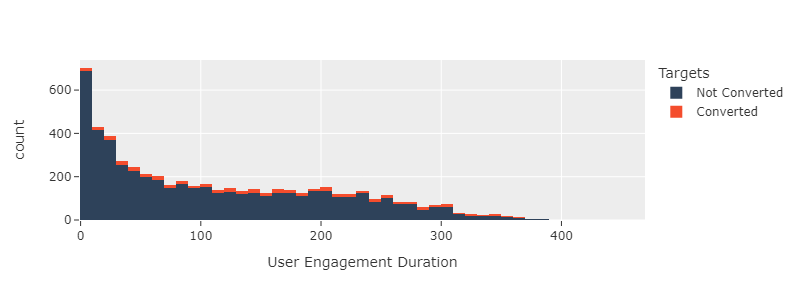 Targets
Not Converted
Converted
600
400
200
0
count
0
100
200
300
400
User Engagement Duration